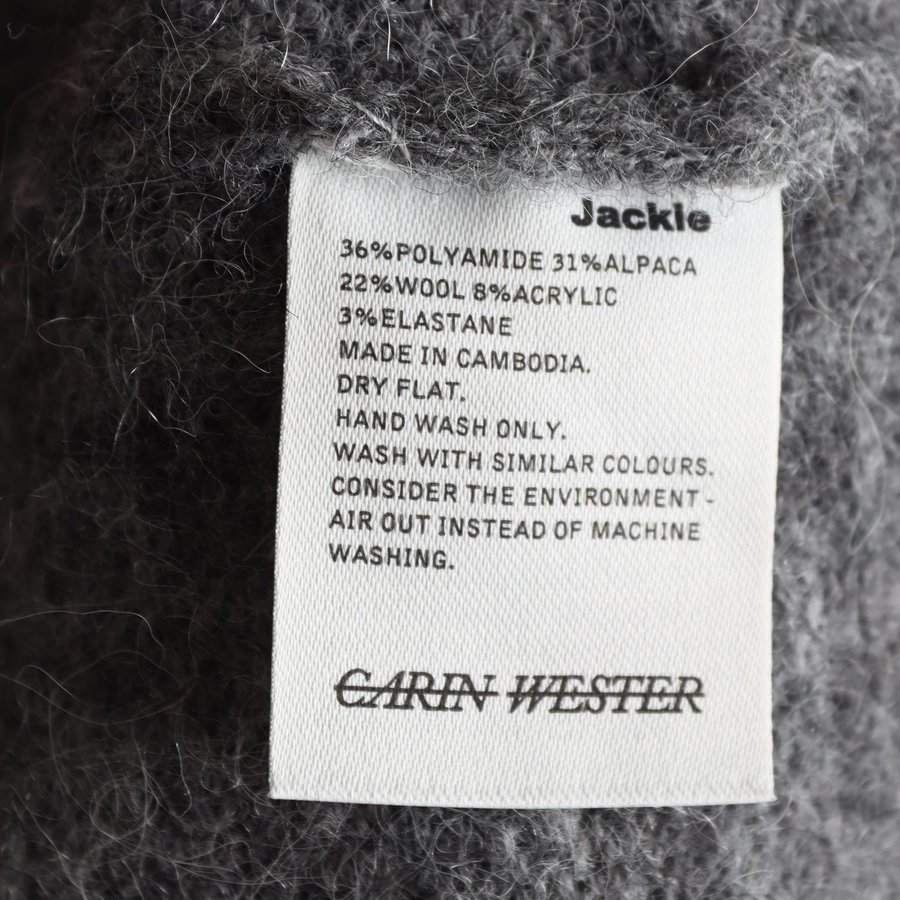 Jackie
36%POLYAMIDE 31%ALPACA
22%WOOL 8%ACRYLIC
3%ELASTANE
MADE IN CAMBODIA.
DRY FLAT.
HAND WASH ONLY.
WASH WITH SIMILAR COLOURS.
CONSIDER THE ENVIRONMENT -
AIR OUT INSTEAD OF MACHINE
WASHING.
CARIN WESTER